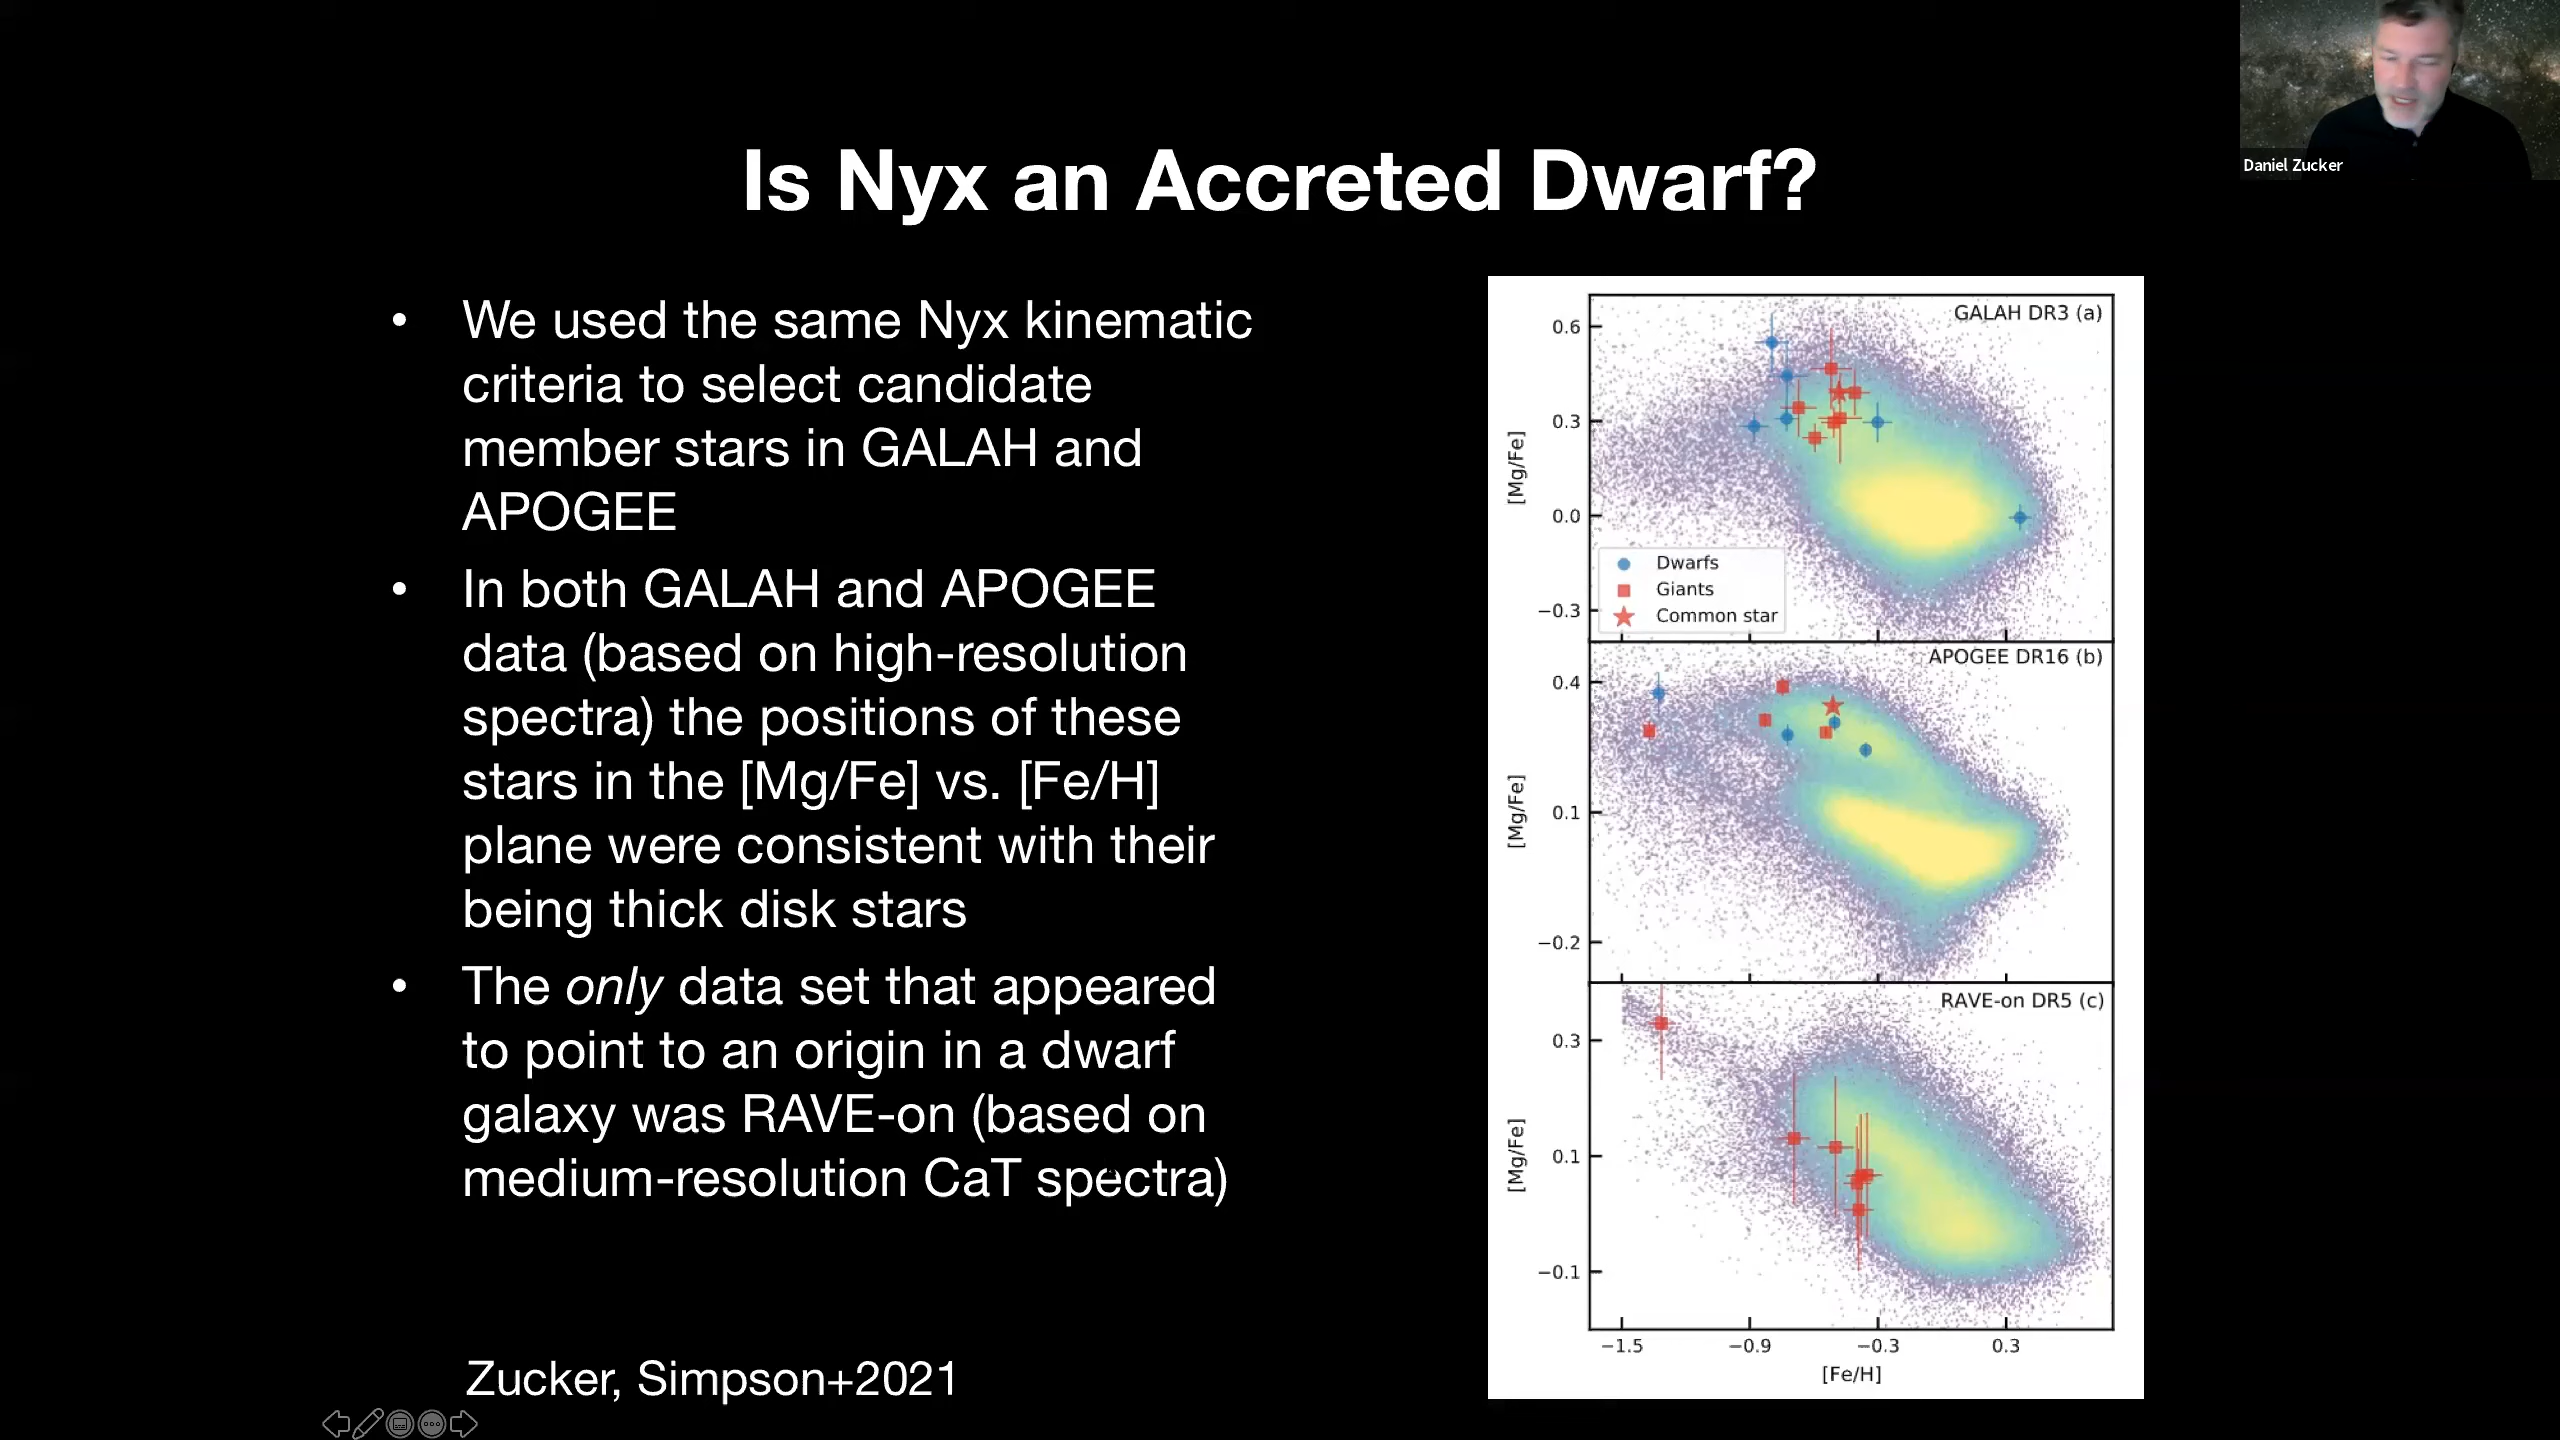 Is Nyx an Accreted Dwarf?
Daniel Zucker
• We used the same Nyx kinematic
criteria to select candidate
member stars in GALAH and
APOGEE
• In both GALAH and APOGEE
data (based on high-resolution
spectra) the positions of these
stars in the [Mg/Fe] vs. [Fe/H]
plane were consistent with their
being thick disk stars
• The only data set that appeared
to point to an origin in a dwarf
galaxy was RAVE-on (based on
medium-resolution CaT spectra)
Zucker, Simpson+2021
GALAH DR3 (a)
0.6
0.3
0.0
−0.3
[Mg/Fe]
Dwarfs
Giants
Common star
APOGEE DR16 (b)
0.4
0.1
−0.2
[Mg/Fe]
RAVE-on DR5 (c)
0.3
0.1
−0.1
[Mg/Fe]
−1.5 −0.9 −0.3 0.3
[Fe/H]